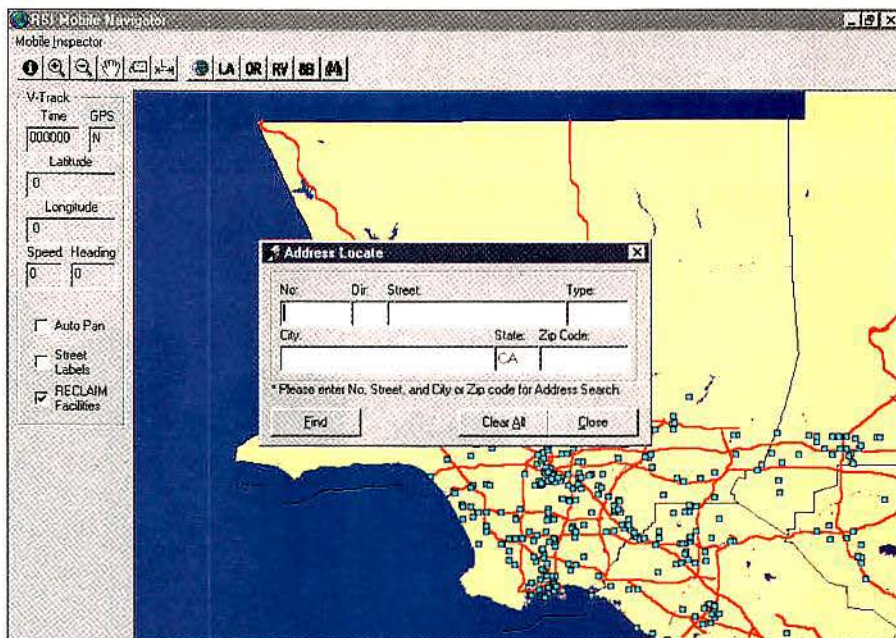 RSI Mobile Navigator
Mobile Inspector
LA OR RV BB
V-Track
Time GPS
000000 N
Latitude
0
Longitude
0
Speed Heading
0 0
Auto Pan
Street
Labels
RECLAIM
Facilities
Address Locate
No: Dir: Street: Type:
City: State: Zip Code:
CA
* Please enter No, Street, and City or Zip code for Address Search
Find Clear All Close